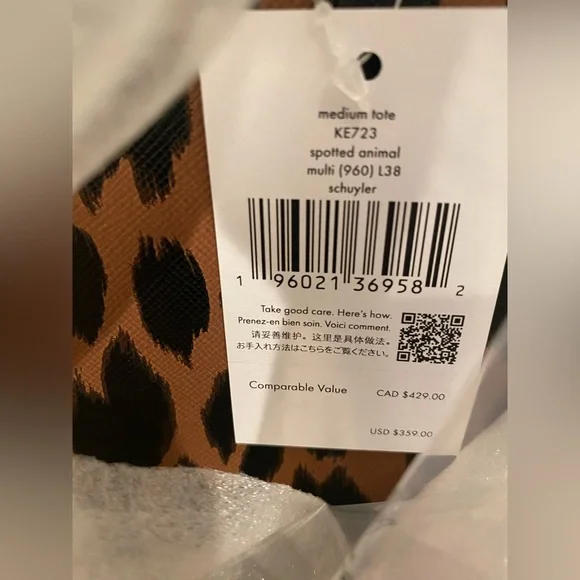 medium tote
KE723
spotted animal
multi (960) L38
schuyler
1 96021 36958 2
Take good care. Here's how.
Prenez-en bien soin. Voici comment.
请妥善维护。这里是具体做法。
お手入れ方法はこちらをご覧ください。
Comparable Value CAD $429.00
USD $359.00